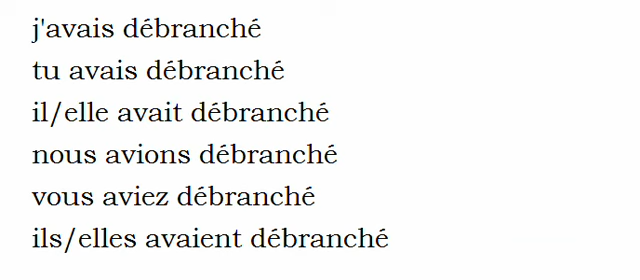 j'avais débranché
tu avais débranché
il/elle avait débranché
nous avions débranché
vous aviez débranché
ils/elles avaient débranché